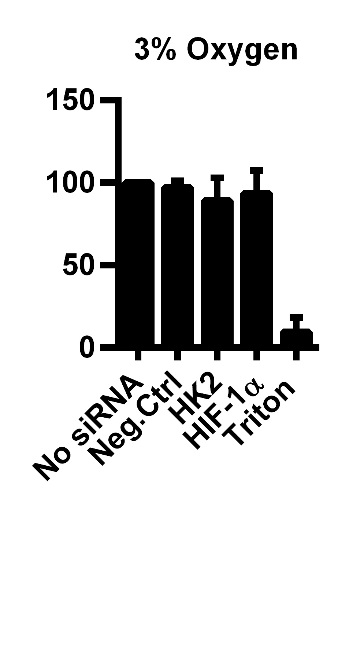 3% Oxygen
150
100
50
0
No siRNA
Neg.Ctrl
HK2
HIF-1α
Triton